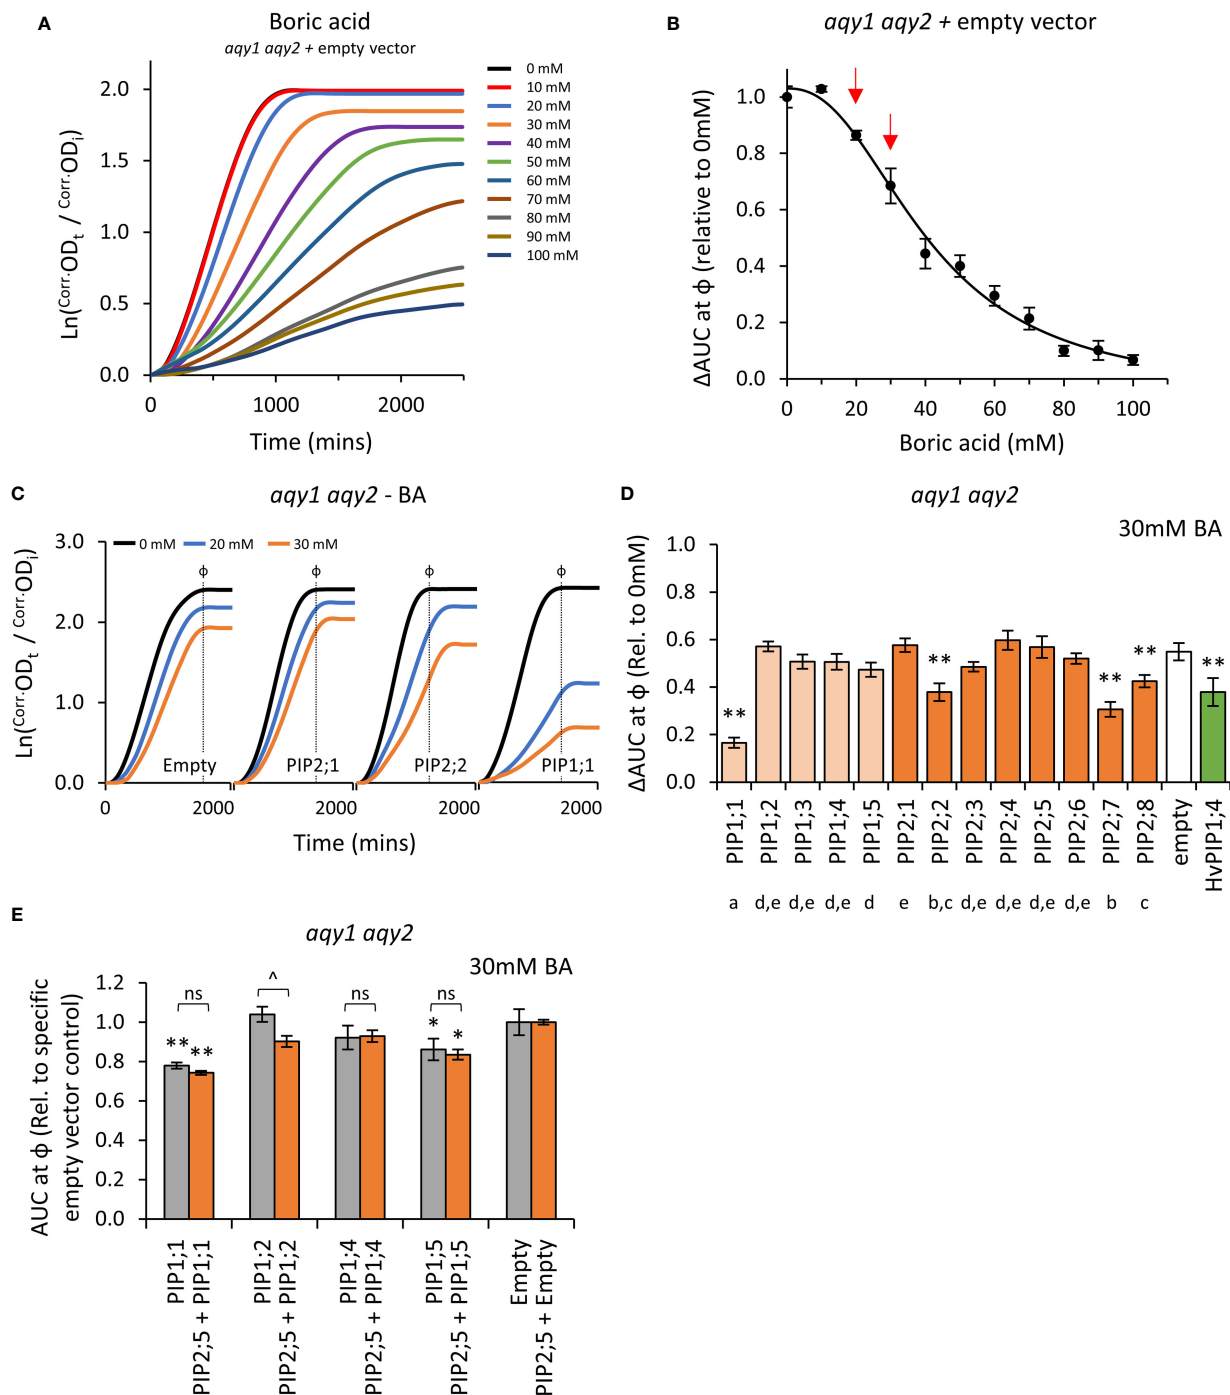 A
Boric acid
aqy1 aqy2 + empty vector
Ln(Corr.ODt / Corr.ODi)
2.0
1.5
1.0
0.5
0.0
0
1000
2000
Time (mins)
0 mM
10 mM
20 mM
30 mM
40 mM
50 mM
60 mM
70 mM
80 mM
90 mM
100 mM
B
aqy1 aqy2 + empty vector
ΔAUC at ϕ (relative to 0mM)
1.0
0.8
0.6
0.4
0.2
0.0
0
20
40
60
80
100
Boric acid (mM)
C
aqy1 aqy2 - BA
Ln(Corr.ODt / Corr.ODi)
3.0
2.0
1.0
0.0
0 mM
20 mM
30 mM
ϕ
ϕ
ϕ
ϕ
Empty
PIP2;1
PIP2;2
PIP1;1
0
2000
2000
2000
2000
Time (mins)
D
aqy1 aqy2
30mM BA
ΔAUC at ϕ (Rel. to 0mM)
1.0
0.8
0.6
0.4
0.2
0.0
**
**
**
**
**
PIP1;1
PIP1;2
PIP1;3
PIP1;4
PIP1;5
PIP2;1
PIP2;2
PIP2;3
PIP2;4
PIP2;5
PIP2;6
PIP2;7
PIP2;8
empty
HvPIP1;4
a
d,e
d,e
d,e
d
e
b,c
d,e
d,e
d,e
d,e
b
c
E
aqy1 aqy2
30mM BA
AUC at ϕ (Rel. to specific
empty vector control)
1.2
1.0
0.8
0.6
0.4
0.2
0.0
ns
^
ns
ns
**
**
*
*
PIP1;1
PIP2;5 + PIP1;1
PIP1;2
PIP2;5 + PIP1;2
PIP1;4
PIP2;5 + PIP1;4
PIP1;5
PIP2;5 + PIP1;5
Empty
PIP2;5 + Empty